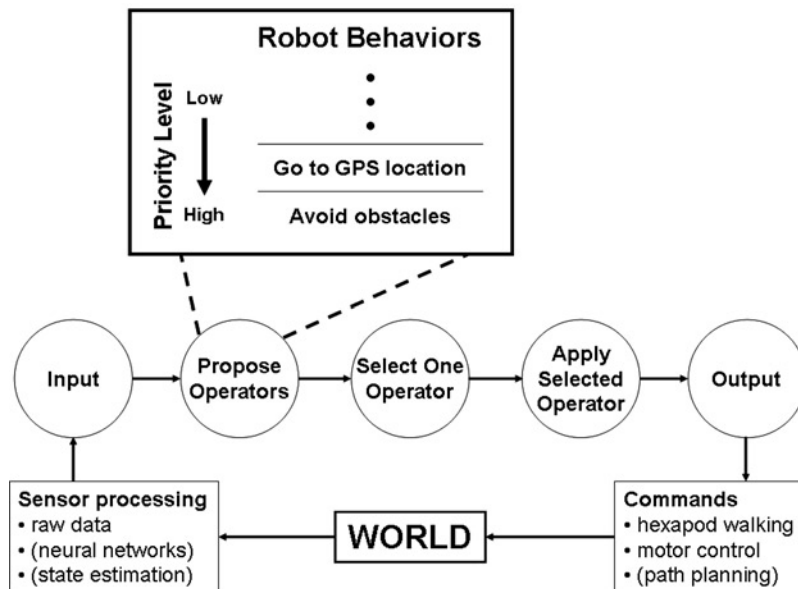 Robot Behaviors
Priority Level
Low
High
•
•
•
Go to GPS location
Avoid obstacles
Input
Propose
Operators
Select One
Operator
Apply
Selected
Operator
Output
Sensor processing
• raw data
• (neural networks)
• (state estimation)
WORLD
Commands
• hexapod walking
• motor control
• (path planning)